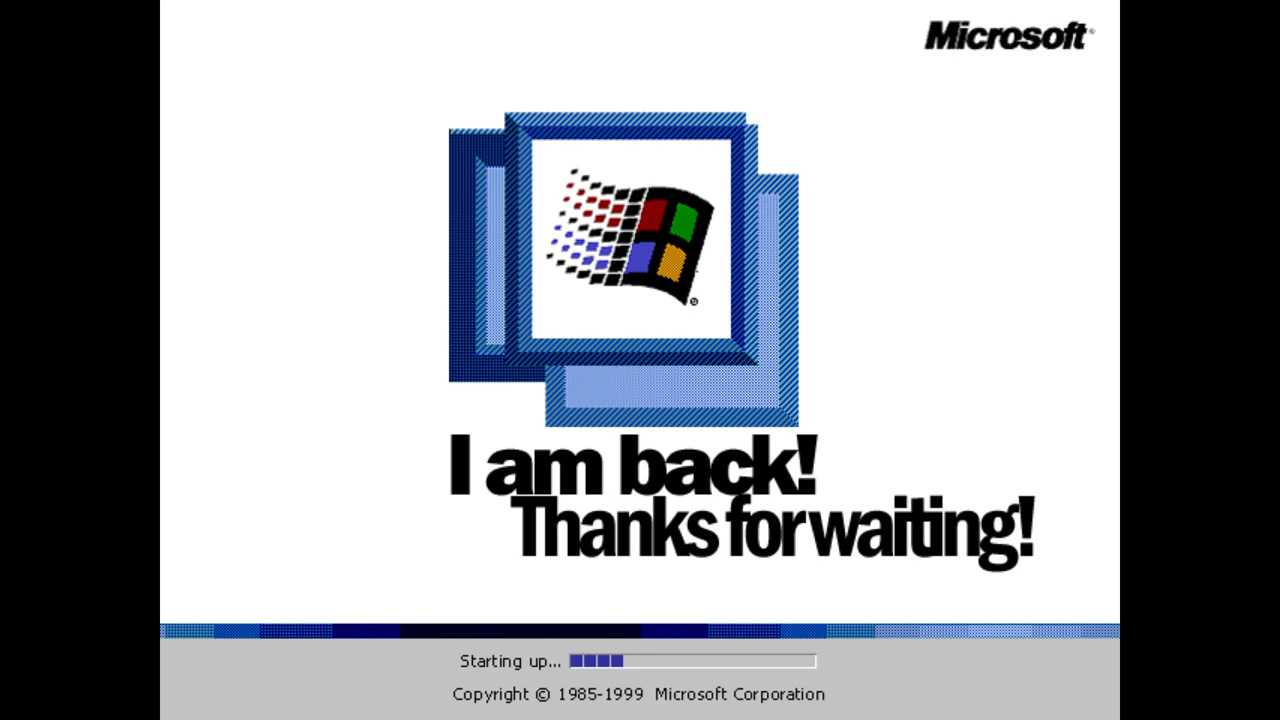 Microsoft®
I am back!
Thanks for waiting!
Starting up...
Copyright © 1985-1999 Microsoft Corporation